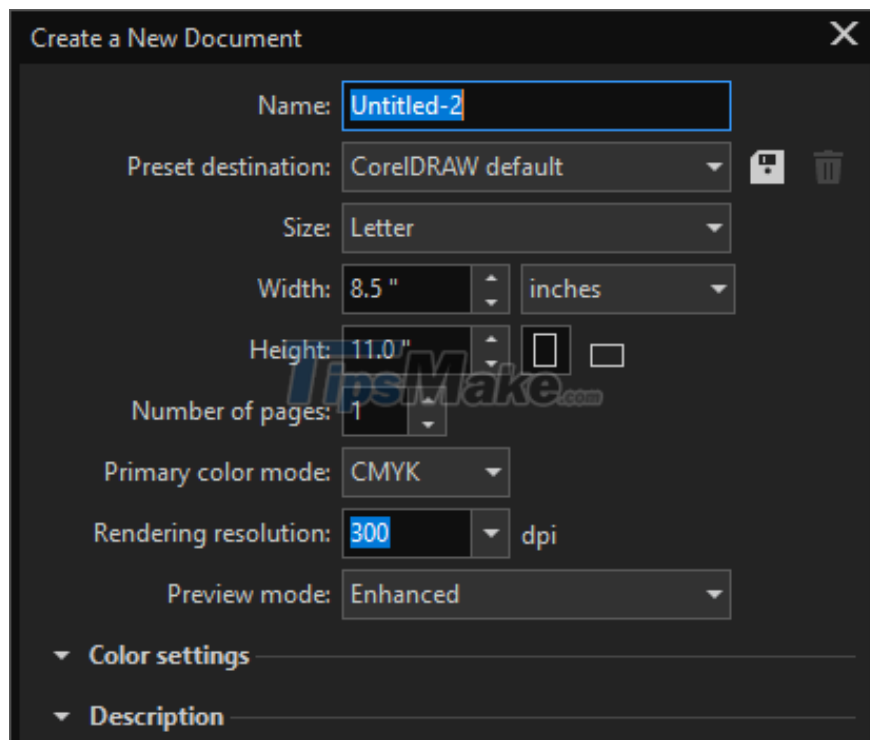 Create a New Document
Name: Untitled-2
Preset destination: CorelDRAW default
Size: Letter
Width: 8.5 " inches
Height: 11.0 "
TipsMake.com
Number of pages: 1
Primary color mode: CMYK
Rendering resolution: 300 dpi
Preview mode: Enhanced
Color settings
Description